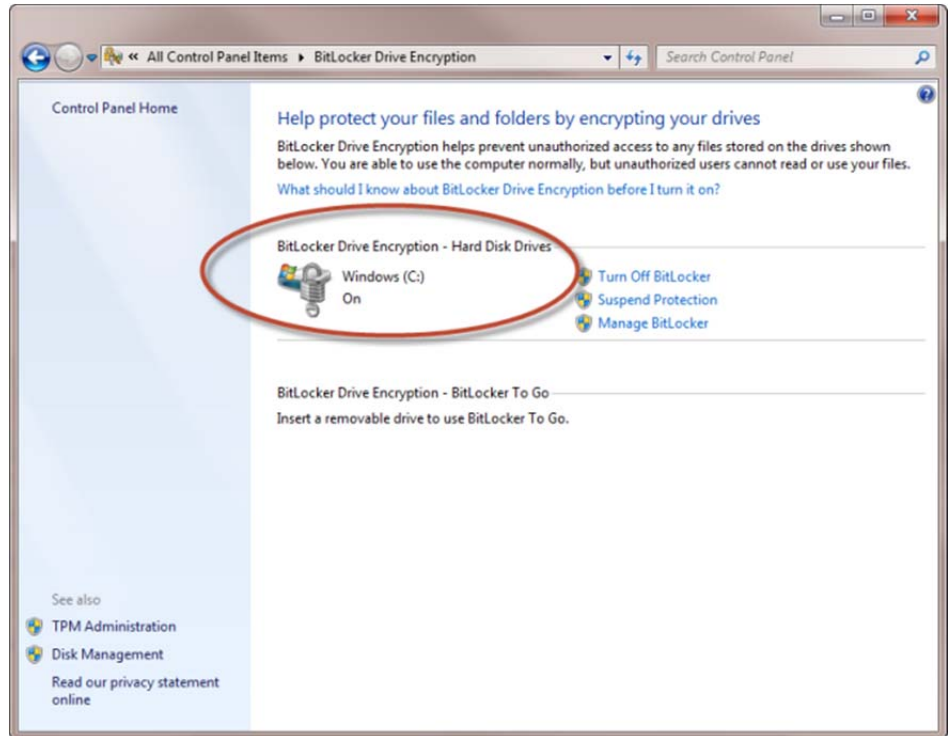 « All Control Panel Items ▸ BitLocker Drive Encryption
Search Control Panel
Control Panel Home
Help protect your files and folders by encrypting your drives
BitLocker Drive Encryption helps prevent unauthorized access to any files stored on the drives shown
below. You are able to use the computer normally, but unauthorized users cannot read or use your files.
What should I know about BitLocker Drive Encryption before I turn it on?
BitLocker Drive Encryption - Hard Disk Drives
Windows (C:)
On
Turn Off BitLocker
Suspend Protection
Manage BitLocker
BitLocker Drive Encryption - BitLocker To Go
Insert a removable drive to use BitLocker To Go.
See also
TPM Administration
Disk Management
Read our privacy statement
online